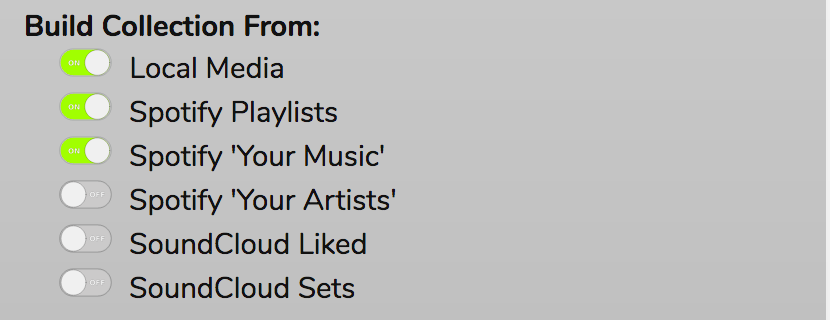 Build Collection From:
ON Local Media
ON Spotify Playlists
ON Spotify 'Your Music'
OFF Spotify 'Your Artists'
OFF SoundCloud Liked
OFF SoundCloud Sets